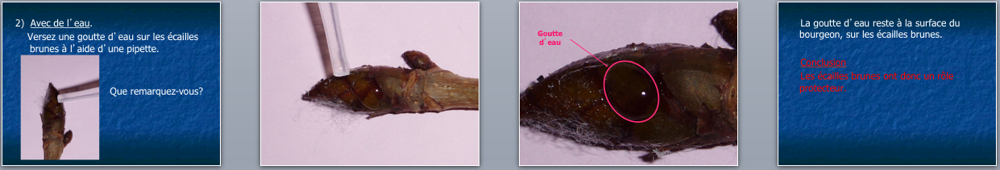 2) Avec de l'eau.
Versez une goutte d'eau sur les écailles
brunes à l'aide d'une pipette.
Que remarquez-vous?
Goutte
d'eau
La goutte d'eau reste à la surface du
bourgeon, sur les écailles brunes.
Conclusion
Les écailles brunes ont donc un rôle
protecteur.